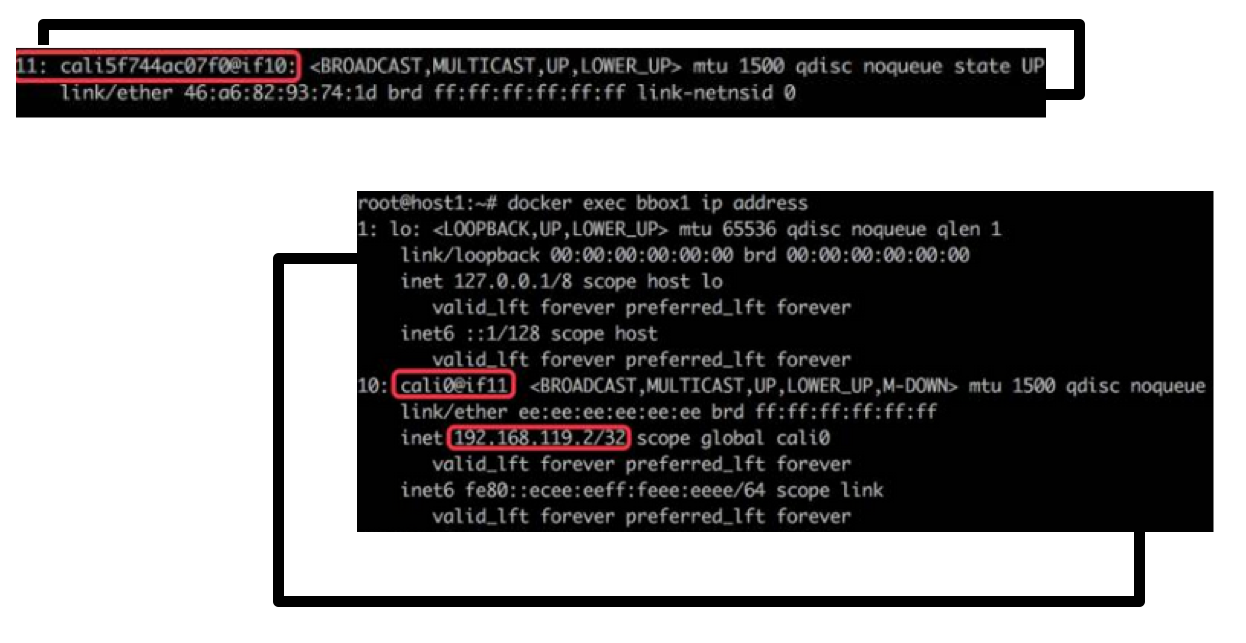 11: cali5f744ac07f0@if10: <BROADCAST,MULTICAST,UP,LOWER_UP> mtu 1500 qdisc noqueue state UP
link/ether 46:a6:82:93:74:1d brd ff:ff:ff:ff:ff:ff link-netnsid 0
root@host1:~# docker exec bbox1 ip address
1: lo: <LOOPBACK,UP,LOWER_UP> mtu 65536 qdisc noqueue qlen 1
link/loopback 00:00:00:00:00:00 brd 00:00:00:00:00:00
inet 127.0.0.1/8 scope host lo
valid_lft forever preferred_lft forever
inet6 ::1/128 scope host
valid_lft forever preferred_lft forever
10: cali0@if11 <BROADCAST,MULTICAST,UP,LOWER_UP,M-DOWN> mtu 1500 qdisc noqueue
link/ether ee:ee:ee:ee:ee:ee brd ff:ff:ff:ff:ff:ff
inet 192.168.119.2/32 scope global cali0
valid_lft forever preferred_lft forever
inet6 fe80::ecee:eeff:feee:eeee/64 scope link
valid_lft forever preferred_lft forever